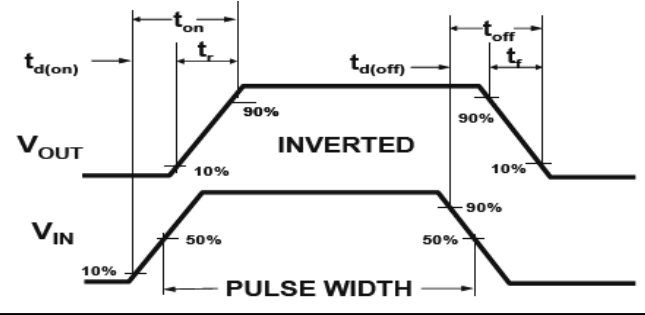 ton
toff
td(on)
tr
td(off)
tf
90%
90%
VOUT
INVERTED
10%
10%
VIN
90%
50%
50%
10%
PULSE WIDTH